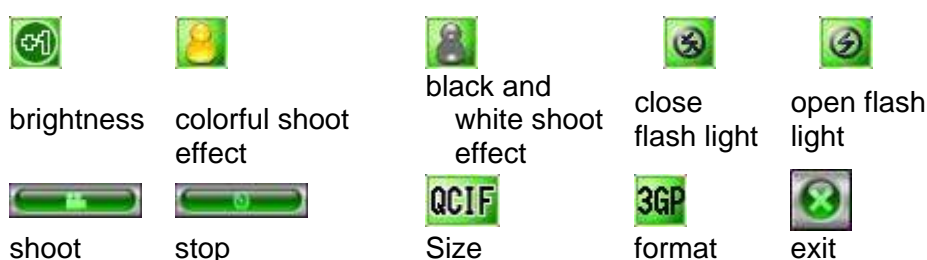 +1
brightness
colorful shoot
effect
black and
white shoot
effect
close
flash light
open flash
light
QCIF
3GP
shoot
stop
Size
format
exit